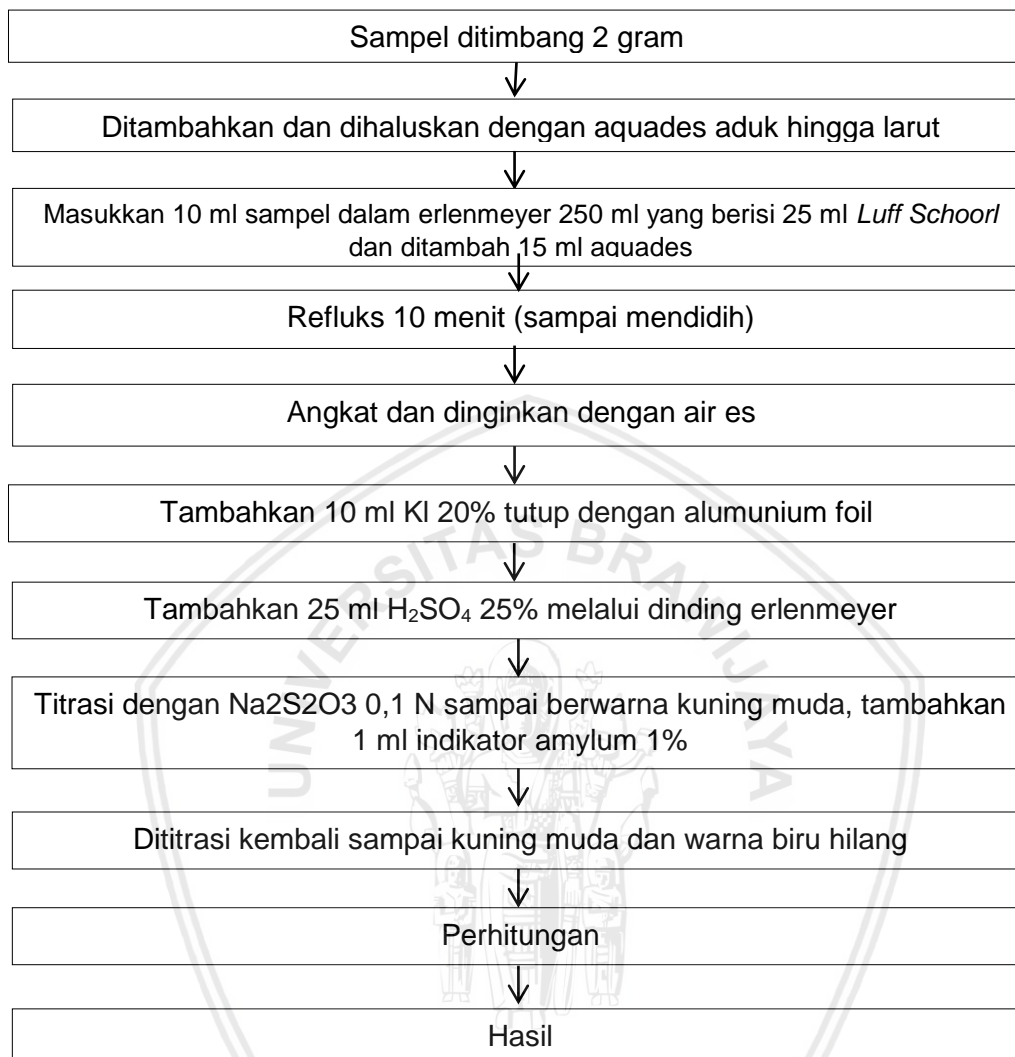 Sampel ditimbang 2 gram
Ditambahkan dan dihaluskan dengan aquades aduk hingga larut
Masukkan 10 ml sampel dalam erlenmeyer 250 ml yang berisi 25 ml Luff Schoorl
dan ditambah 15 ml aquades
Refluks 10 menit (sampai mendidih)
Angkat dan dinginkan dengan air es
Tambahkan 10 ml KI 20% tutup dengan alumunium foil
Tambahkan 25 ml H₂SO₄ 25% melalui dinding erlenmeyer
Titrasi dengan Na2S2O3 0,1 N sampai berwarna kuning muda, tambahkan
1 ml indikator amylum 1%
Dititrasi kembali sampai kuning muda dan warna biru hilang
Perhitungan
Hasil
UNIVERSITAS BRAWIJAYA